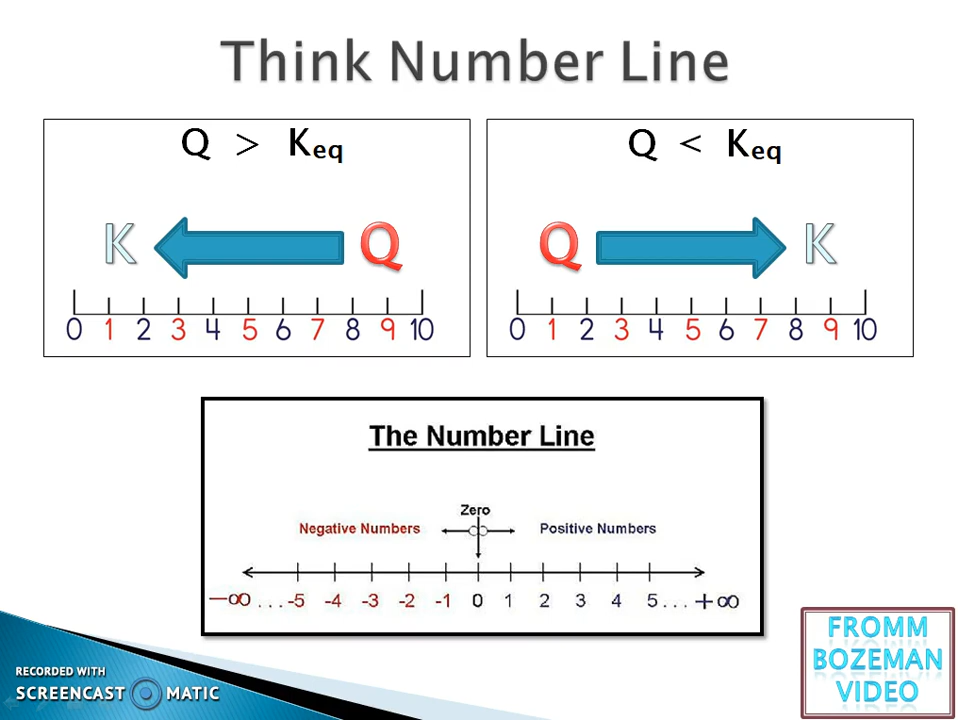 Think Number Line
Q > Keq
K Q
0 1 2 3 4 5 6 7 8 9 10
Q < Keq
Q K
0 1 2 3 4 5 6 7 8 9 10
The Number Line
Zero
Negative Numbers Positive Numbers
−∞ ... -5 -4 -3 -2 -1 0 1 2 3 4 5 ... +∞
RECORDED WITH
SCREENCAST MATIC
FROMM
BOZEMAN
VIDEO